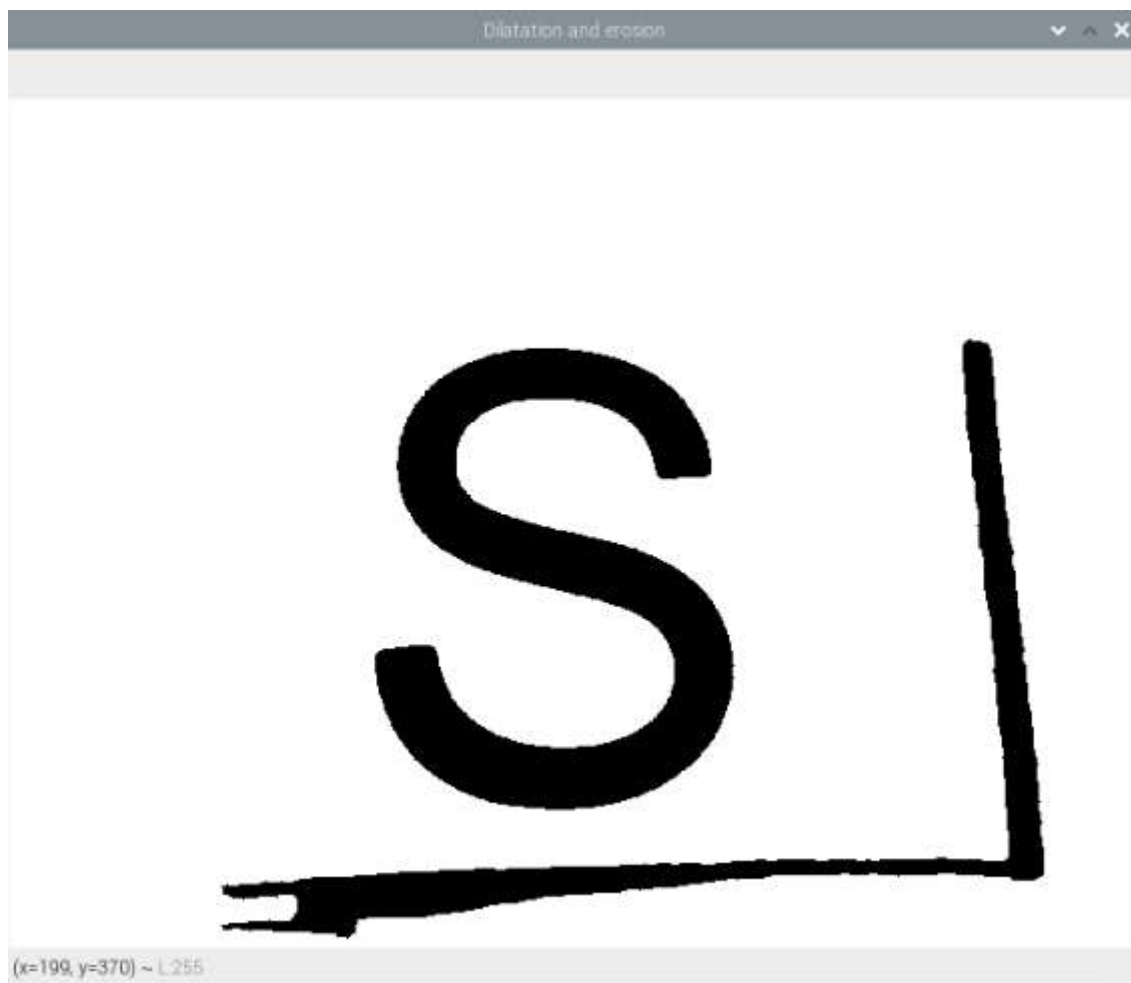 Dilatation and erosion
S
(x=199, y=370) ~ L:255